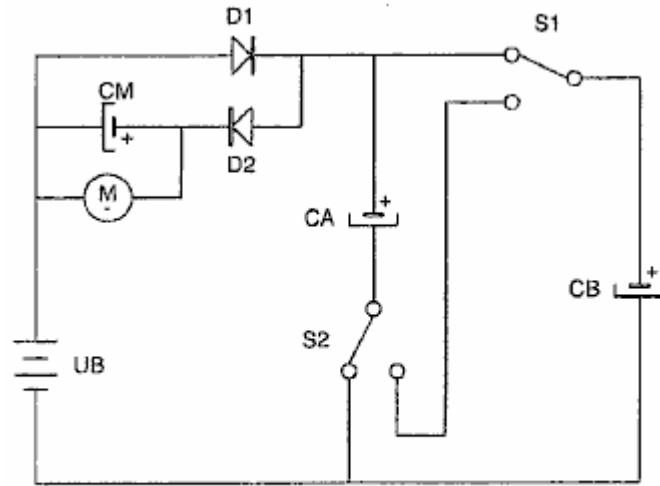 D1
S1
CM
+
D2
M
-
CA
+
S2
CB
+
UB